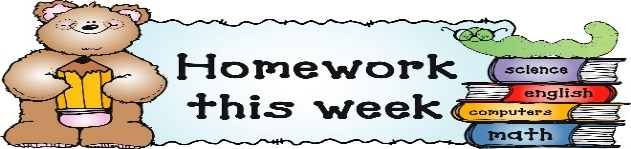 Homework
this week
science
english
computers
math